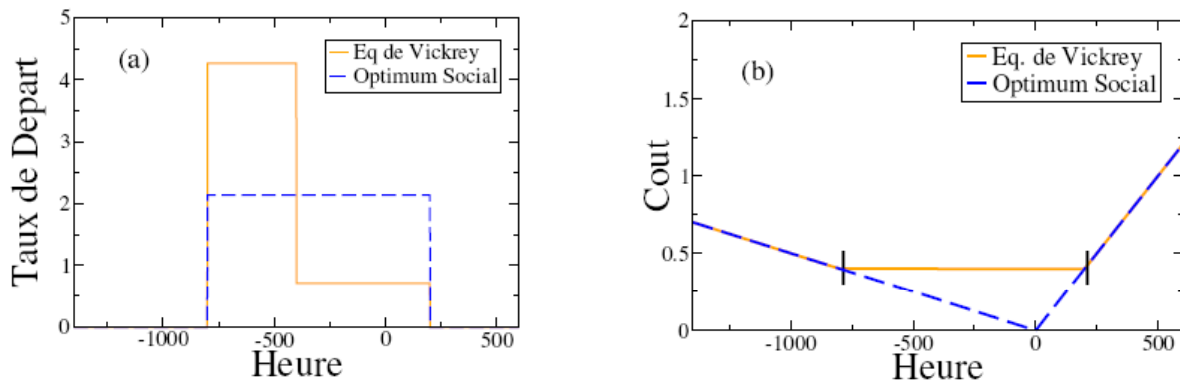 5
4
3
2
1
0
Taux de Depart
(a)
Eq de Vickrey
Optimum Social
-1000
-500
0
500
Heure
2
1.5
1
0.5
0
Cout
(b)
Eq. de Vickrey
Optimum Social
-1000
-500
0
500
Heure